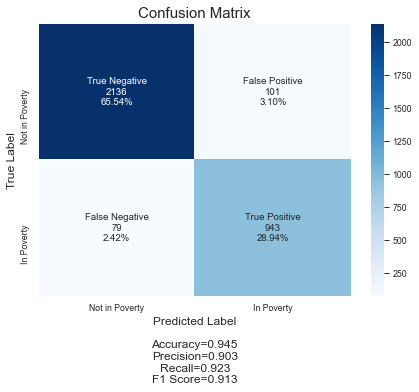 Confusion Matrix
True Negative
2136
65.54%
False Positive
101
3.10%
False Negative
79
2.42%
True Positive
943
28.94%
True Label
Not in Poverty
In Poverty
Not in Poverty
In Poverty
Predicted Label
Accuracy=0.945
Precision=0.903
Recall=0.923
F1 Score=0.913
2000
1750
1500
1250
1000
750
500
250